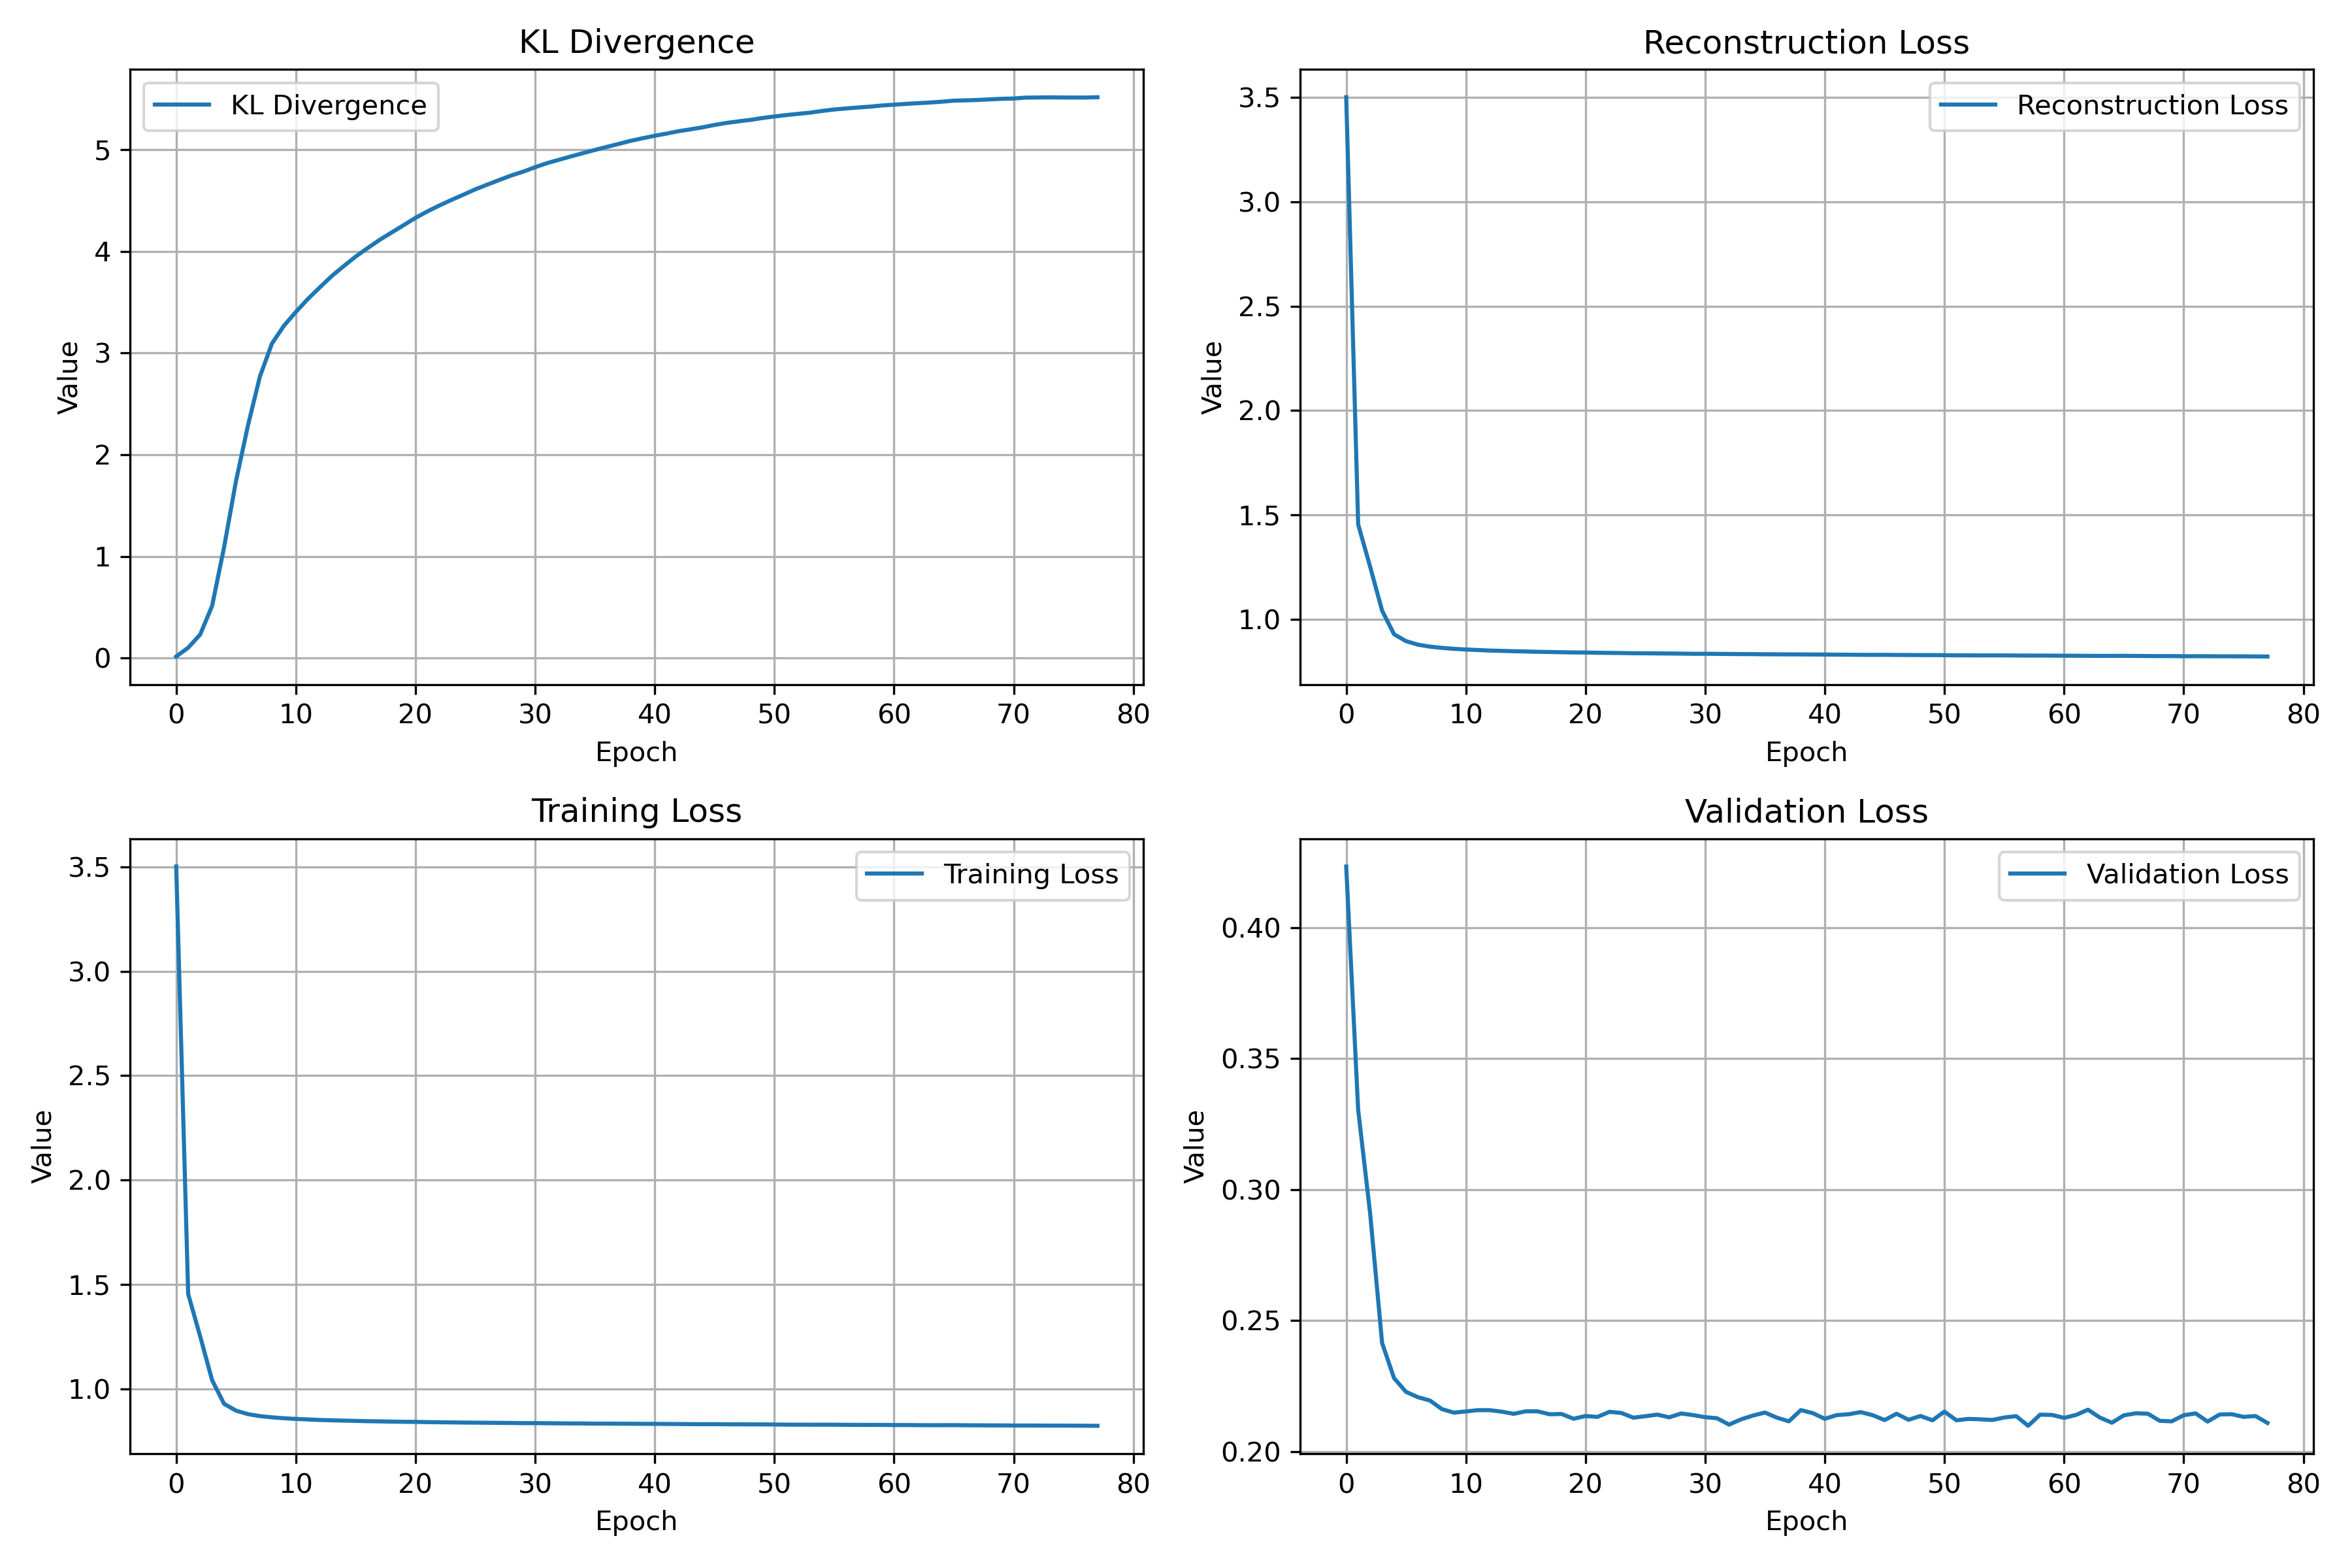 KL Divergence
KL Divergence
Value
5
4
3
2
1
0
0 10 20 30 40 50 60 70 80
Epoch
Reconstruction Loss
Reconstruction Loss
Value
3.5
3.0
2.5
2.0
1.5
1.0
0 10 20 30 40 50 60 70 80
Epoch
Training Loss
Training Loss
Value
3.5
3.0
2.5
2.0
1.5
1.0
0 10 20 30 40 50 60 70 80
Epoch
Validation Loss
Validation Loss
Value
0.40
0.35
0.30
0.25
0.20
0 10 20 30 40 50 60 70 80
Epoch